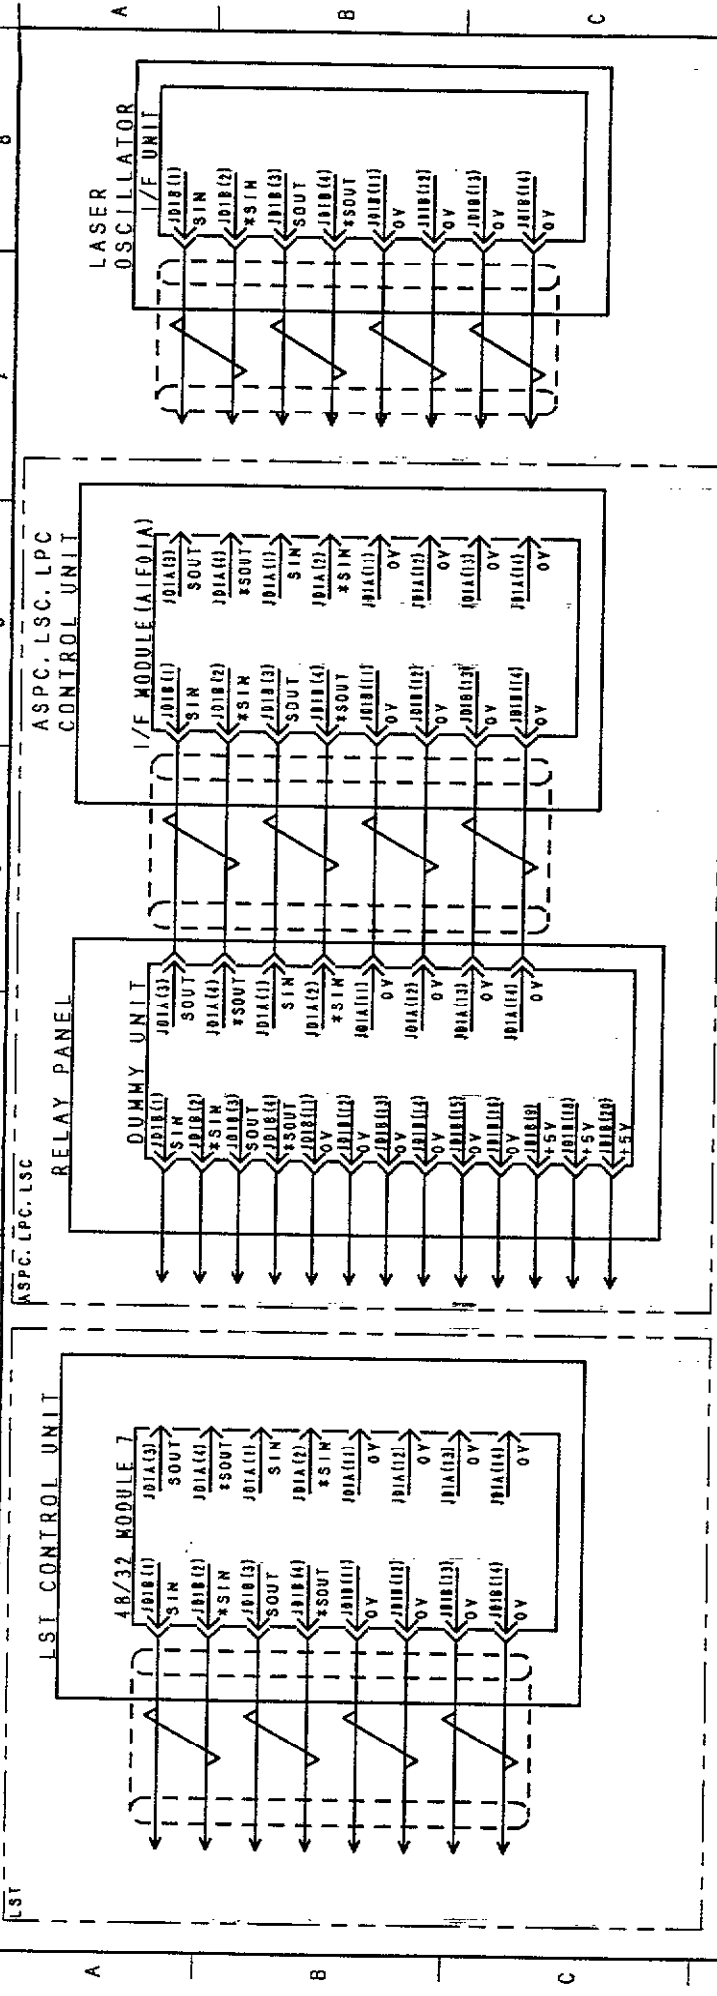 A
B
C
8
7
LASER
OSCILLATOR
I/F UNIT
JD1B(1)
SIN
JD1B(2)
*SIN
JD1B(3)
SOUT
JD1B(4)
*SOUT
JD1B(11)
0V
JD1B(12)
0V
JD1B(13)
0V
JD1B(14)
0V
ASPC, LSC, LPC
CONTROL UNIT
I/F MODULE(AIF01A)
JD1A(3)
SOUT
JD1A(4)
*SOUT
JD1A(1)
SIN
JD1A(2)
*SIN
JD1A(11)
0V
JD1A(12)
0V
JD1A(13)
0V
JD1A(14)
0V
JD1B(1)
SIN
JD1B(2)
*SIN
JD1B(3)
SOUT
JD1B(4)
*SOUT
JD1B(11)
0V
JD1B(12)
0V
JD1B(13)
0V
JD1B(14)
0V
ASPC, LPC, LSC
RELAY PANEL
DUMMY UNIT
JD1A(3)
SOUT
JD1A(4)
*SOUT
JD1A(1)
SIN
JD1A(2)
*SIN
JD1A(11)
0V
JD1A(12)
0V
JD1A(13)
0V
JD1A(14)
0V
JD1B(1)
SIN
JD1B(2)
*SIN
JD1B(3)
SOUT
JD1B(4)
*SOUT
JD1B(11)
0V
JD1B(12)
0V
JD1B(13)
0V
JD1B(14)
0V
JD1B(15)
0V
JD1B(16)
0V
JD1B(9)
+5V
JD1B(18)
+5V
JD1B(20)
+5V
LST
LST CONTROL UNIT
48/32 MODULE 7
JD1A(3)
SOUT
JD1A(4)
*SOUT
JD1A(1)
SIN
JD1A(2)
*SIN
JD1A(11)
0V
JD1A(12)
0V
JD1A(13)
0V
JD1A(14)
0V
JD1B(1)
SIN
JD1B(2)
*SIN
JD1B(3)
SOUT
JD1B(4)
*SOUT
JD1B(11)
0V
JD1B(12)
0V
JD1B(13)
0V
JD1B(14)
0V
A
B
C